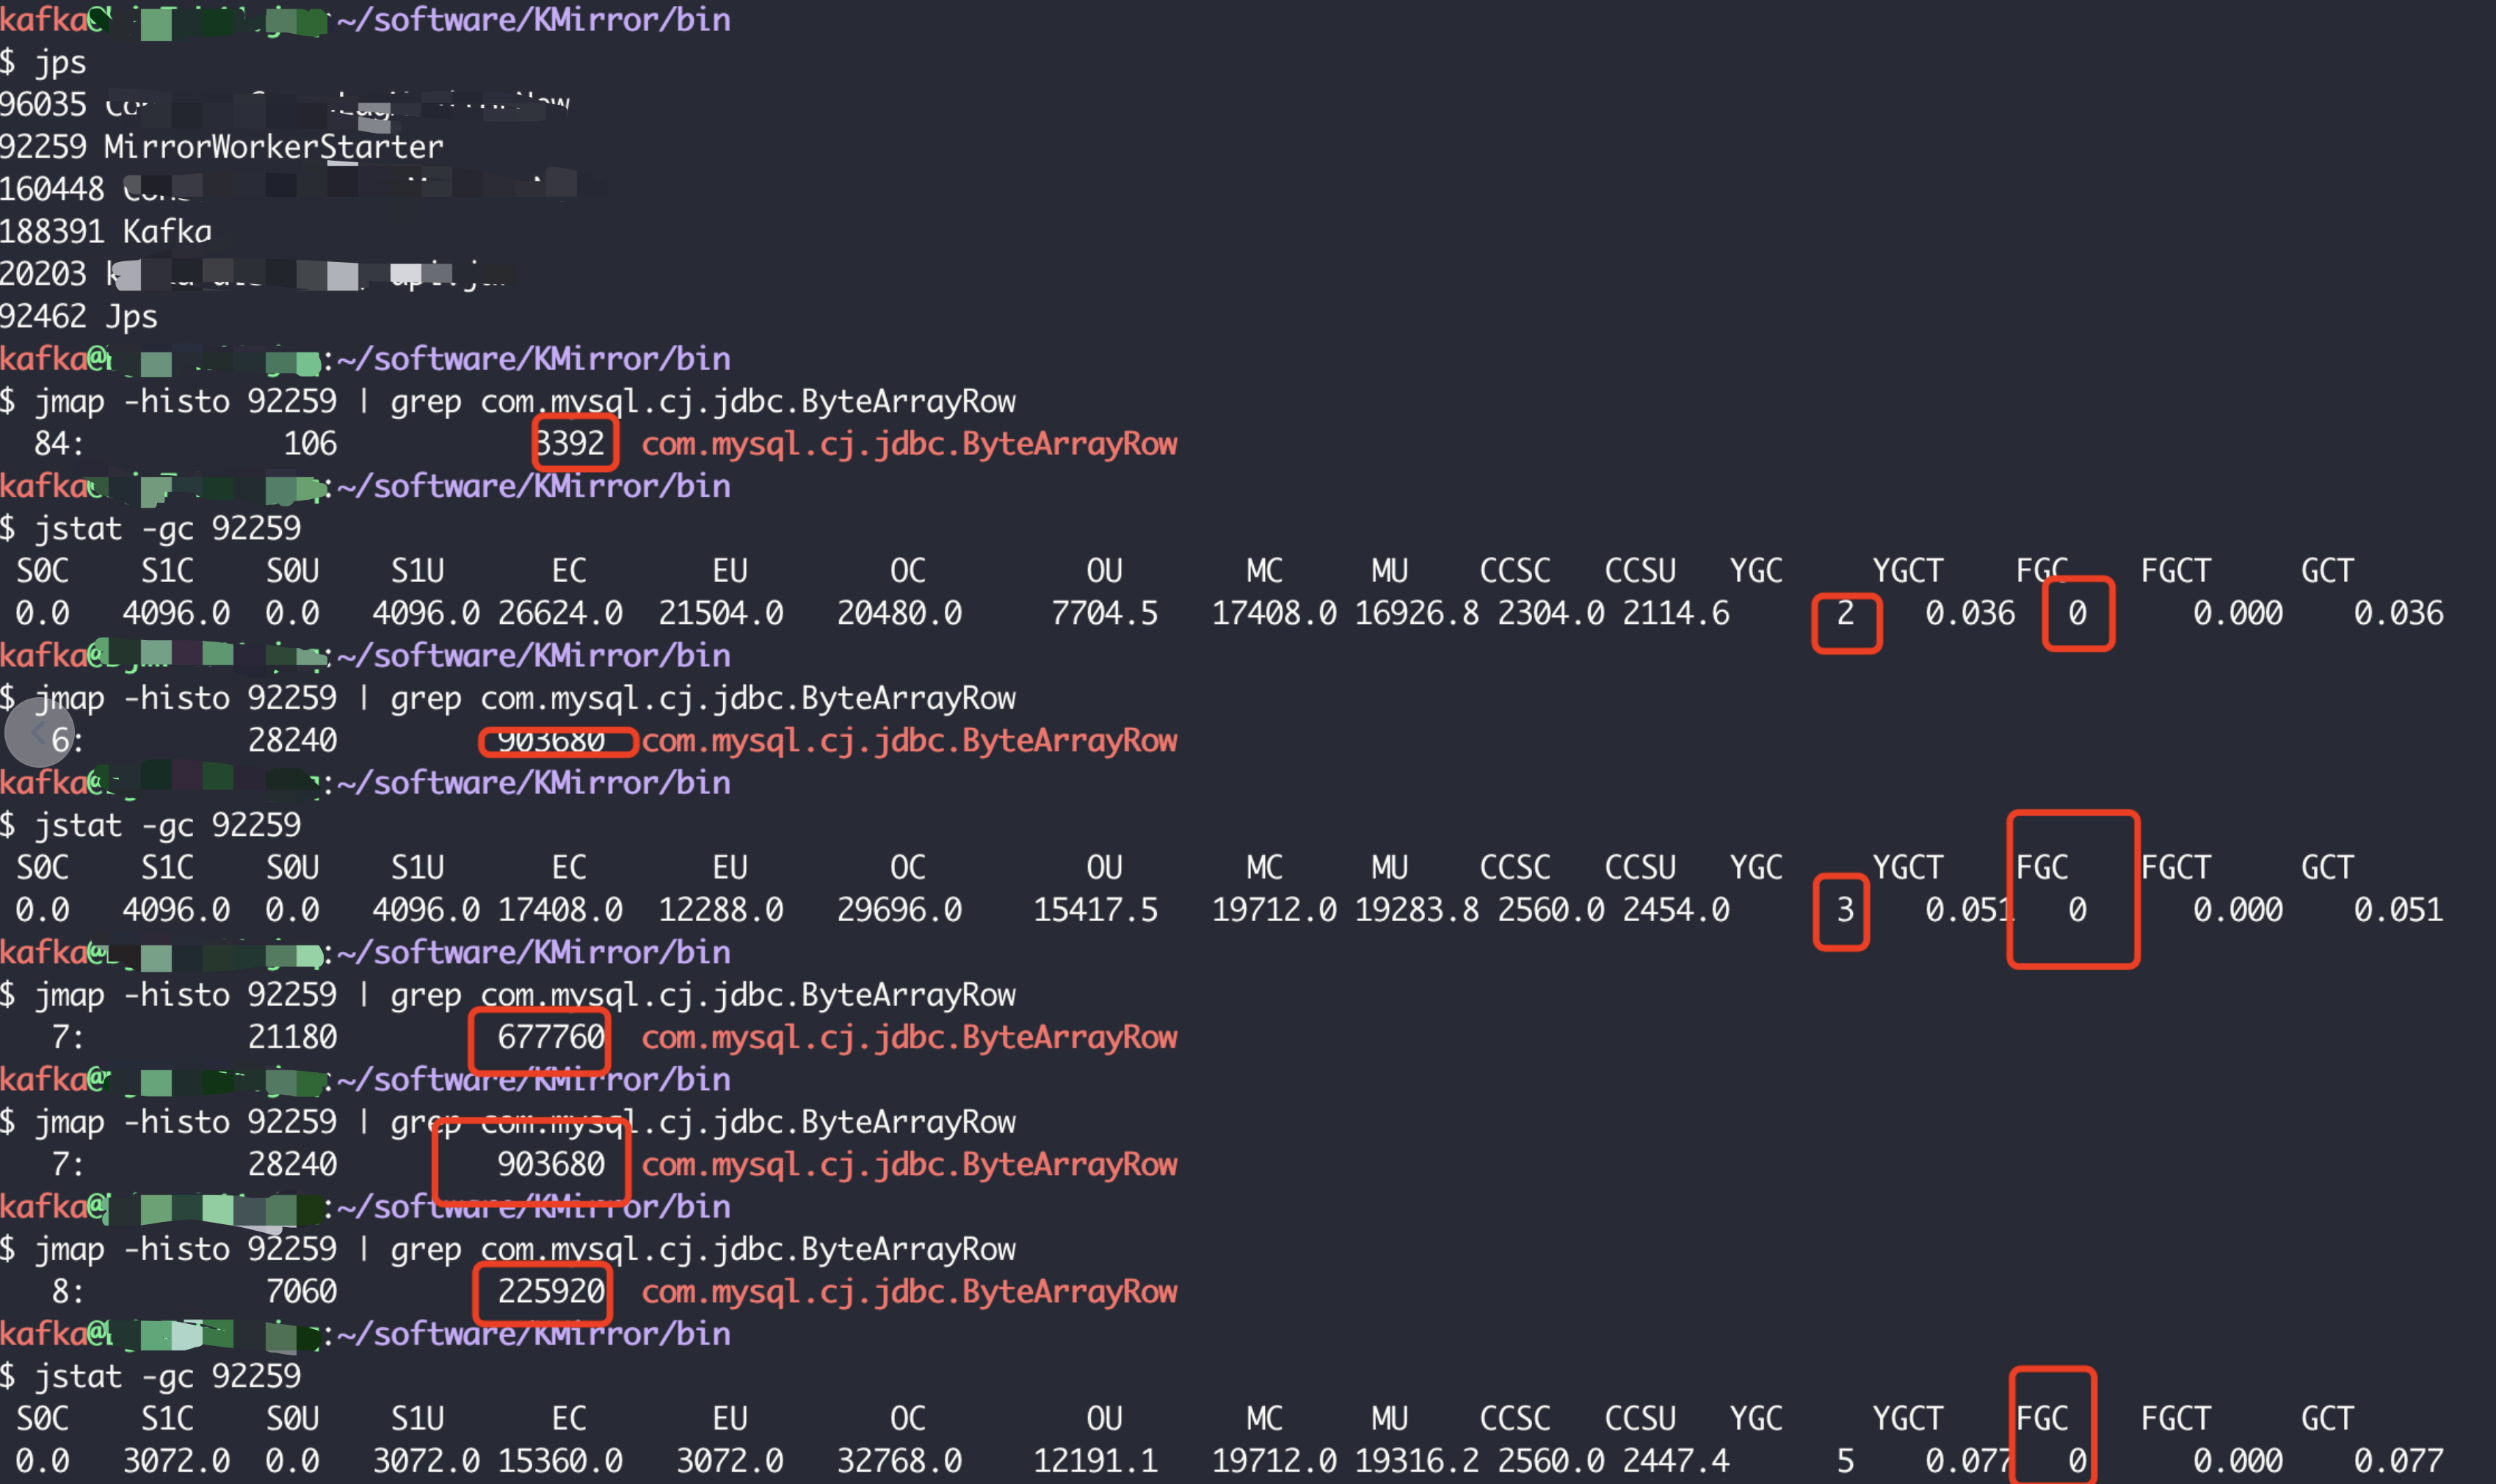 kafka@ ~/software/KMirror/bin
$ jps
96035
92259 MirrorWorkerStarter
160448
188391 Kafka
20203
92462 Jps
kafka@ :~/software/KMirror/bin
$ jmap -histo 92259 | grep com.mysql.cj.jdbc.ByteArrayRow
84: 106 3392 com.mysql.cj.jdbc.ByteArrayRow
kafka :~/software/KMirror/bin
$ jstat -gc 92259
S0C S1C S0U S1U EC EU OC OU MC MU CCSC CCSU YGC YGCT FGC FGCT GCT
0.0 4096.0 0.0 4096.0 26624.0 21504.0 20480.0 7704.5 17408.0 16926.8 2304.0 2114.6 2 0.036 0 0.000 0.036
kafka@ :~/software/KMirror/bin
$ jmap -histo 92259 | grep com.mysql.cj.jdbc.ByteArrayRow
6: 28240 903680 com.mysql.cj.jdbc.ByteArrayRow
kafka@ :~/software/KMirror/bin
$ jstat -gc 92259
S0C S1C S0U S1U EC EU OC OU MC MU CCSC CCSU YGC YGCT FGC FGCT GCT
0.0 4096.0 0.0 4096.0 17408.0 12288.0 29696.0 15417.5 19712.0 19283.8 2560.0 2454.0 3 0.051 0 0.000 0.051
kafka@ :~/software/KMirror/bin
$ jmap -histo 92259 | grep com.mysql.cj.jdbc.ByteArrayRow
7: 21180 677760 com.mysql.cj.jdbc.ByteArrayRow
kafka@ :~/software/KMirror/bin
$ jmap -histo 92259 | grep com.mysql.cj.jdbc.ByteArrayRow
7: 28240 903680 com.mysql.cj.jdbc.ByteArrayRow
kafka@ :~/software/KMirror/bin
$ jmap -histo 92259 | grep com.mysql.cj.jdbc.ByteArrayRow
8: 7060 225920 com.mysql.cj.jdbc.ByteArrayRow
kafka@ :~/software/KMirror/bin
$ jstat -gc 92259
S0C S1C S0U S1U EC EU OC OU MC MU CCSC CCSU YGC YGCT FGC FGCT GCT
0.0 3072.0 0.0 3072.0 15360.0 3072.0 32768.0 12191.1 19712.0 19316.2 2560.0 2447.4 5 0.077 0 0.000 0.077